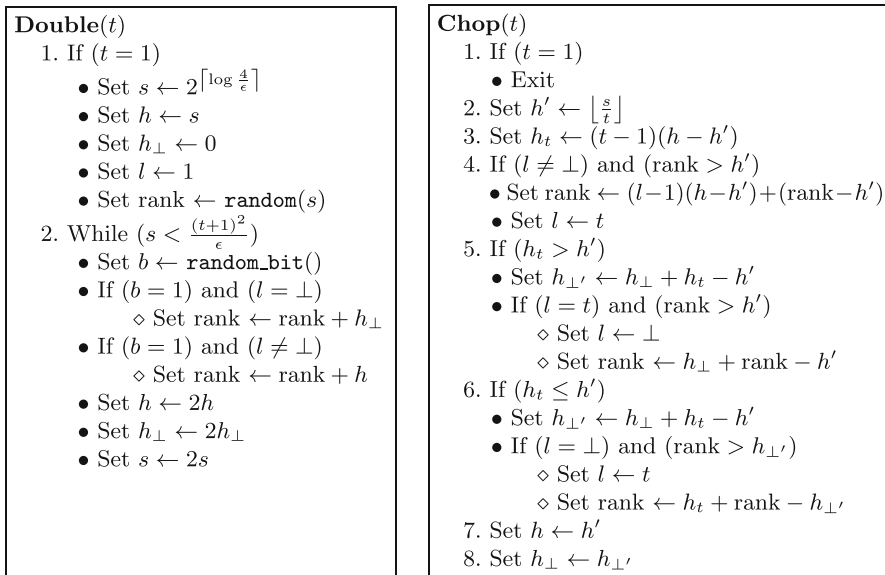 Double(t)
1. If (t = 1)
• Set s ← 2^⌈log 4/ϵ⌉
• Set h ← s
• Set h_⊥ ← 0
• Set l ← 1
• Set rank ← random(s)
2. While (s < (t+1)²/ϵ)
• Set b ← random_bit()
• If (b = 1) and (l = ⊥)
⋄ Set rank ← rank + h_⊥
• If (b = 1) and (l ≠ ⊥)
⋄ Set rank ← rank + h
• Set h ← 2h
• Set h_⊥ ← 2h_⊥
• Set s ← 2s
Chop(t)
1. If (t = 1)
• Exit
2. Set h′ ← ⌊s/t⌋
3. Set h_t ← (t − 1)(h − h′)
4. If (l ≠ ⊥) and (rank > h′)
• Set rank ← (l−1)(h−h′)+(rank−h′)
• Set l ← t
5. If (h_t > h′)
• Set h_⊥′ ← h_⊥ + h_t − h′
• If (l = t) and (rank > h′)
⋄ Set l ← ⊥
⋄ Set rank ← h_⊥ + rank − h′
6. If (h_t ≤ h′)
• Set h_⊥′ ← h_⊥ + h_t − h′
• If (l = ⊥) and (rank > h_⊥′)
⋄ Set l ← t
⋄ Set rank ← h_t + rank − h_⊥′
7. Set h ← h′
8. Set h_⊥ ← h_⊥′